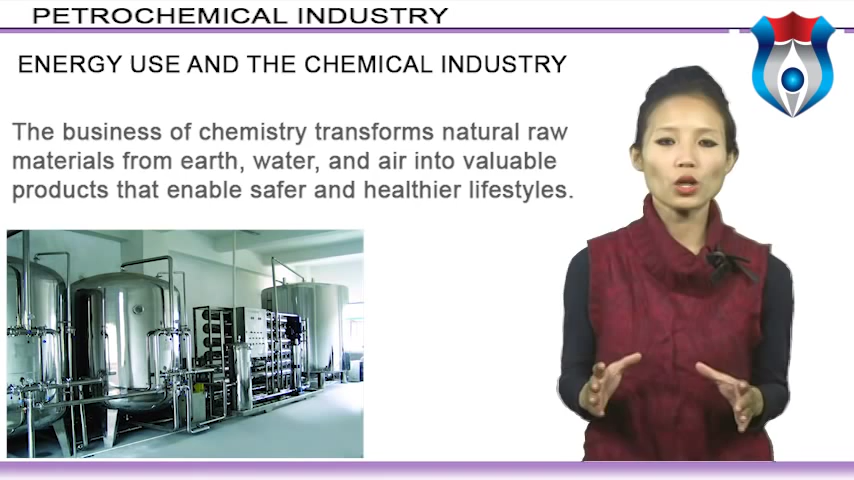 PETROCHEMICAL INDUSTRY
ENERGY USE AND THE CHEMICAL INDUSTRY
The business of chemistry transforms natural raw
materials from earth, water, and air into valuable
products that enable safer and healthier lifestyles.